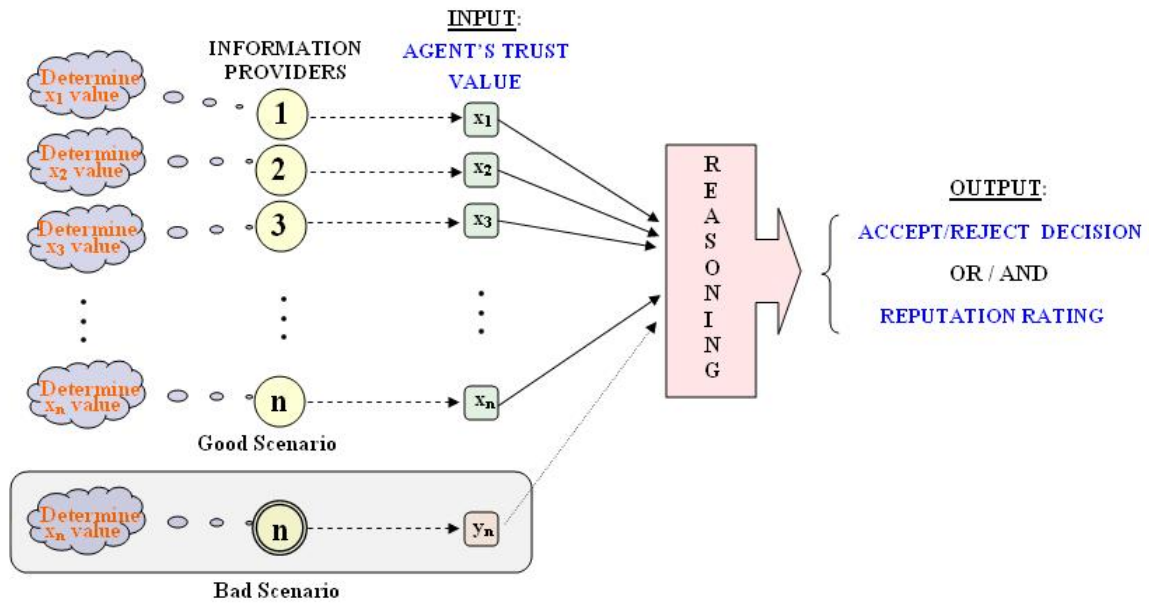 INPUT:
INFORMATION
PROVIDERS
AGENT'S TRUST
VALUE
Determine
x1 value
1
x1
Determine
x2 value
2
x2
Determine
x3 value
3
x3
REASONING
OUTPUT:
ACCEPT/REJECT DECISION
OR / AND
REPUTATION RATING
Determine
xn value
n
xn
Good Scenario
Determine
xn value
n
yn
Bad Scenario